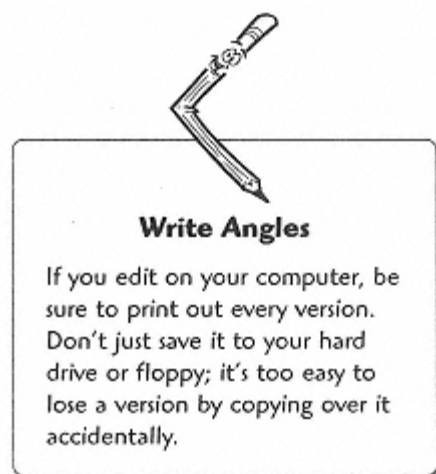 Write Angles
If you edit on your computer, be
sure to print out every version.
Don't just save it to your hard
drive or floppy; it's too easy to
lose a version by copying over it
accidentally.